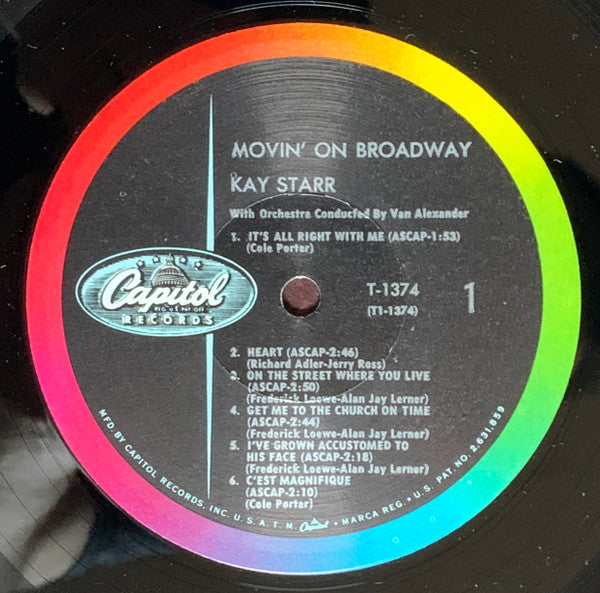 MOVIN' ON BROADWAY
KAY STARR
With Orchestra Conducted By Van Alexander
1. IT'S ALL RIGHT WITH ME (ASCAP-1:53)
(Cole Porter)
Capitol
REG. U.S. PAT. OFF.
RECORDS
T-1374
(T1-1374)
1
2. HEART (ASCAP-2:46)
(Richard Adler-Jerry Ross)
3. ON THE STREET WHERE YOU LIVE
(ASCAP-2:50)
(Frederick Loewe-Alan Jay Lerner)
4. GET ME TO THE CHURCH ON TIME
(ASCAP-2:44)
(Frederick Loewe-Alan Jay Lerner)
5. I'VE GROWN ACCUSTOMED TO
HIS FACE (ASCAP-2:18)
(Frederick Loewe-Alan Jay Lerner)
6. C'EST MAGNIFIQUE
(ASCAP-2:10)
(Cole Porter)
MFD. BY CAPITOL RECORDS, INC. U.S.A. T.M. Capitol • MARCA REG. • U.S. PAT. NO. 2,631,859